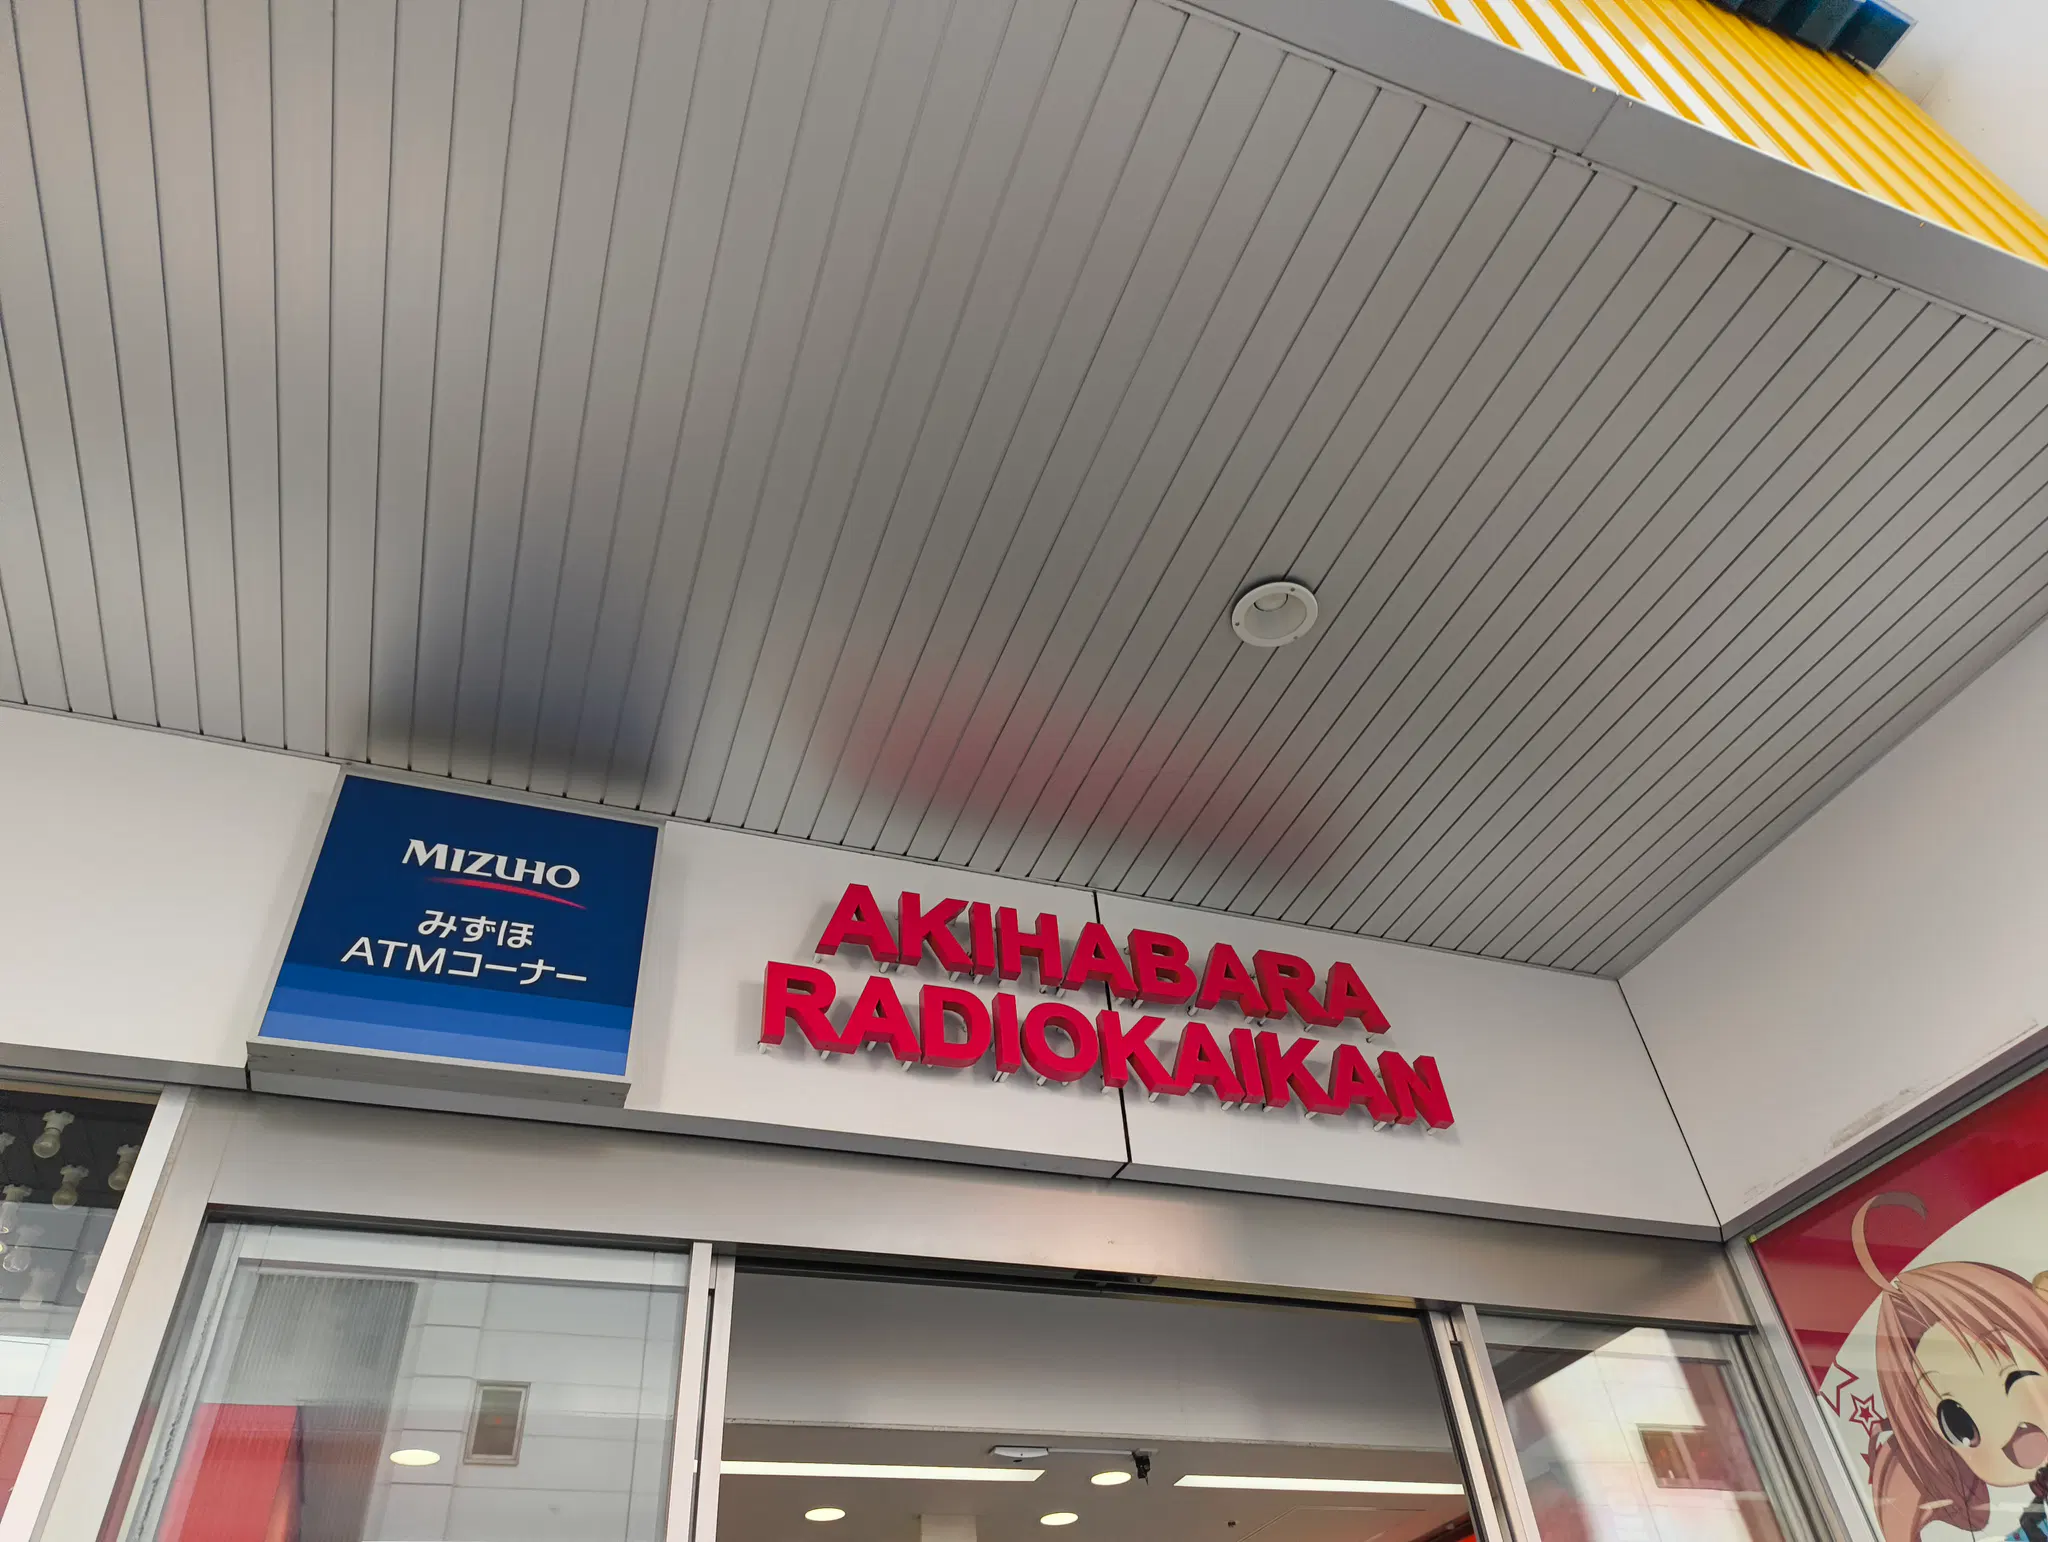 MIZUHO
みずほ
ATMコーナー
AKIHABARA
RADIOKAIKAN